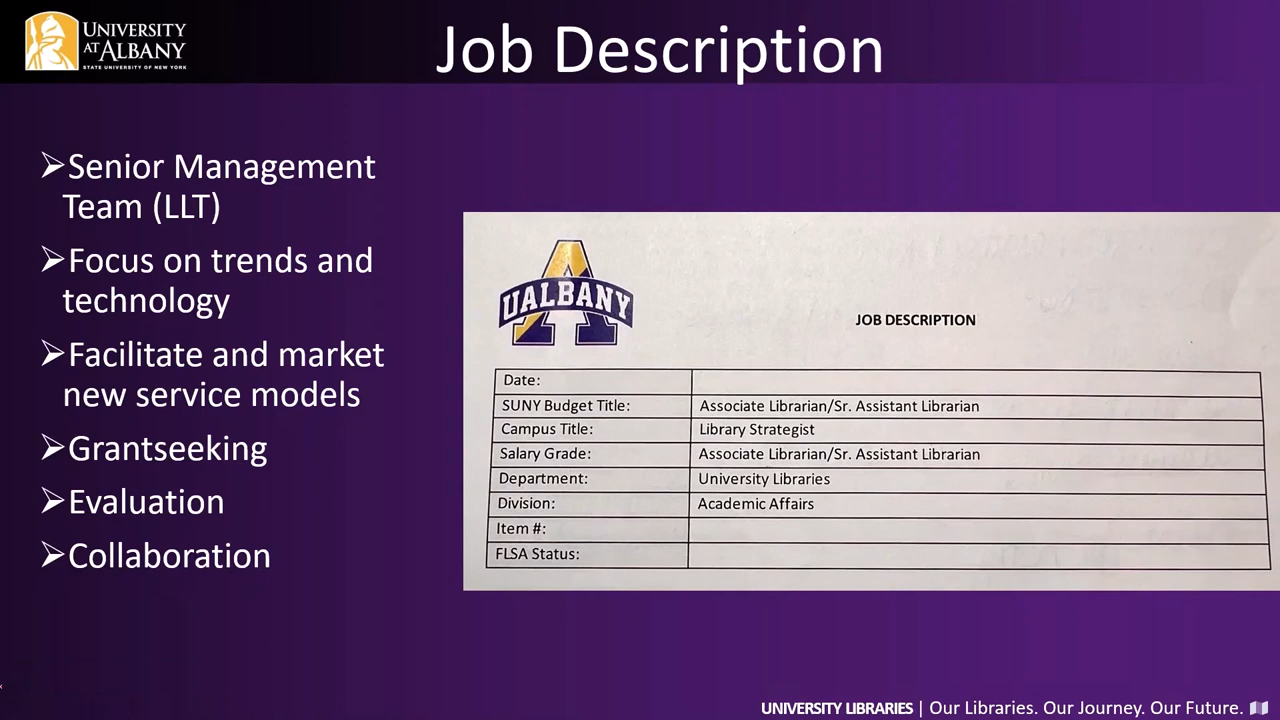 UNIVERSITY
AT ALBANY
STATE UNIVERSITY OF NEW YORK
Job Description
➢Senior Management
Team (LLT)
➢Focus on trends and
technology
➢Facilitate and market
new service models
➢Grantseeking
➢Evaluation
➢Collaboration
UALBANY
JOB DESCRIPTION
Date:
SUNY Budget Title: Associate Librarian/Sr. Assistant Librarian
Campus Title: Library Strategist
Salary Grade: Associate Librarian/Sr. Assistant Librarian
Department: University Libraries
Division: Academic Affairs
Item #:
FLSA Status:
UNIVERSITY LIBRARIES | Our Libraries. Our Journey. Our Future.